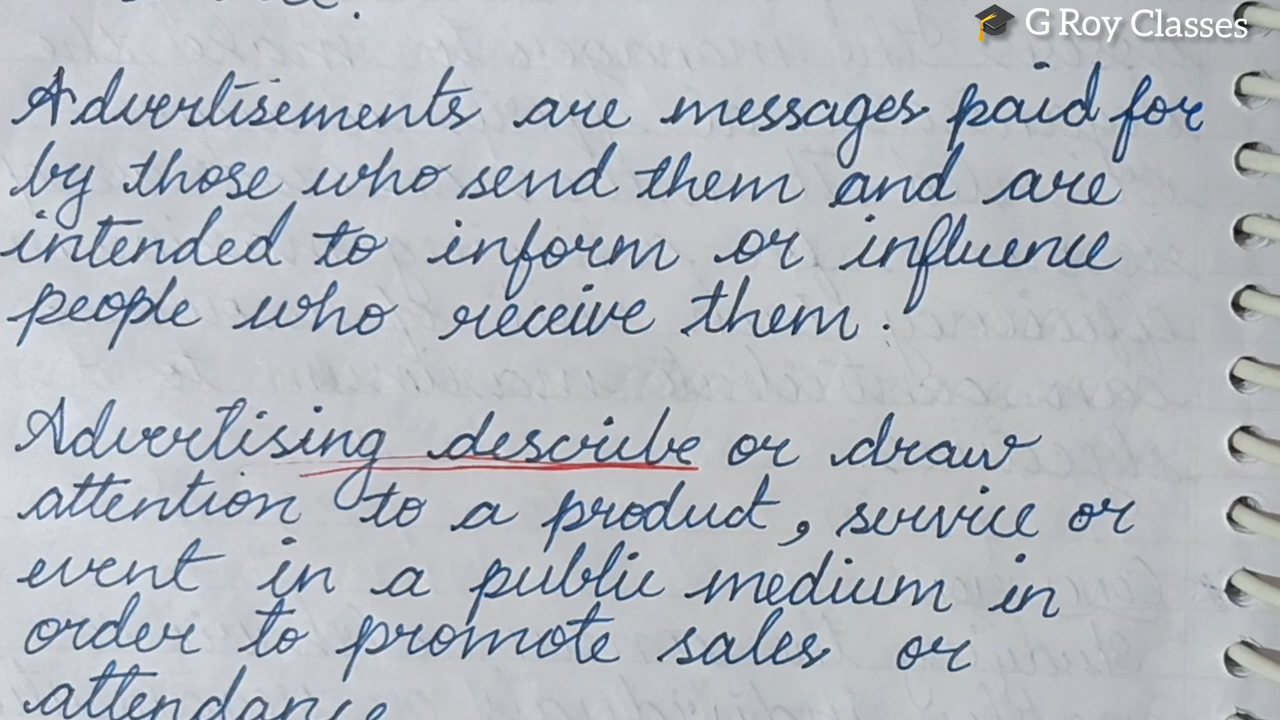 G Roy Classes
Advertisements are messages paid for
by those who send them and are
intended to inform or influence
people who receive them.
Advertising describe or draw
attention to a product, service or
event in a public medium in
order to promote sales or
attendance